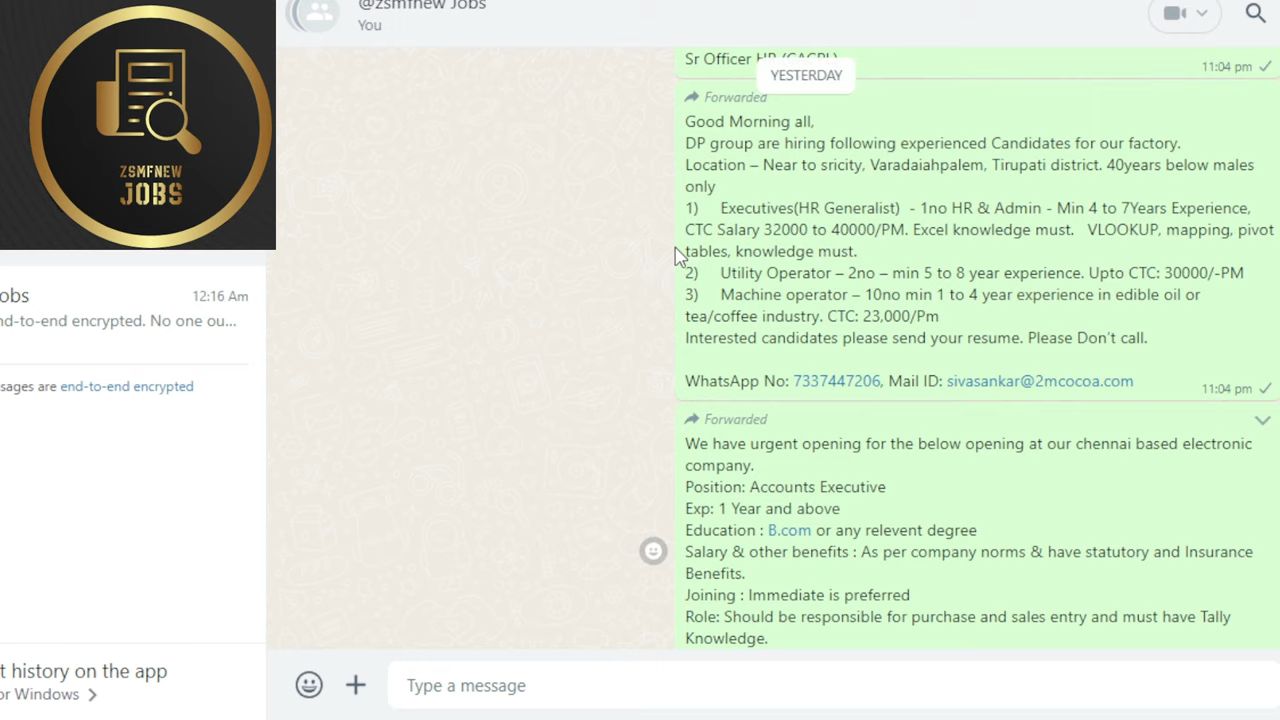 @zsmfnew Jobs
You
ZSMFNEW
JOBS
obs
12:16 Am
nd-to-end encrypted. No one ou...
sages are end-to-end encrypted
t history on the app
or Windows
Sr Officer HR (CACPL)
11:04 pm
YESTERDAY
Forwarded
Good Morning all,
DP group are hiring following experienced Candidates for our factory.
Location – Near to sricity, Varadaiahpalem, Tirupati district. 40years below males
only
1) Executives(HR Generalist) - 1no HR & Admin - Min 4 to 7Years Experience,
CTC Salary 32000 to 40000/PM. Excel knowledge must. VLOOKUP, mapping, pivot
tables, knowledge must.
2) Utility Operator – 2no – min 5 to 8 year experience. Upto CTC: 30000/-PM
3) Machine operator – 10no min 1 to 4 year experience in edible oil or
tea/coffee industry. CTC: 23,000/Pm
Interested candidates please send your resume. Please Don't call.
WhatsApp No: 7337447206, Mail ID: sivasankar@2mcocoa.com
11:04 pm
Forwarded
We have urgent opening for the below opening at our chennai based electronic
company.
Position: Accounts Executive
Exp: 1 Year and above
Education : B.com or any relevent degree
Salary & other benefits : As per company norms & have statutory and Insurance
Benefits.
Joining : Immediate is preferred
Role: Should be responsible for purchase and sales entry and must have Tally
Knowledge.
Type a message